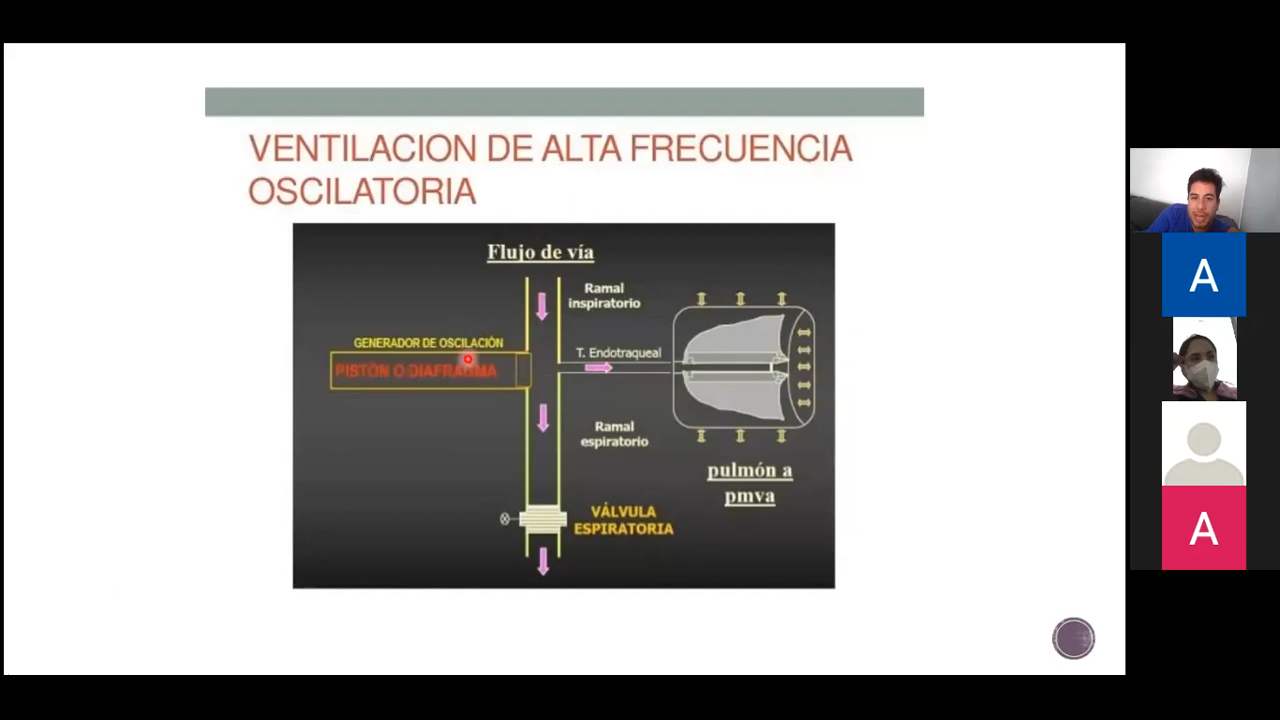 VENTILACION DE ALTA FRECUENCIA
OSCILATORIA
Flujo de vía
Ramal
inspiratorio
GENERADOR DE OSCILACIÓN
PISTON O DIAFRAGMA
T. Endotraqueal
Ramal
espiratorio
pulmón a
pmva
VÁLVULA
ESPIRATORIA
A
A